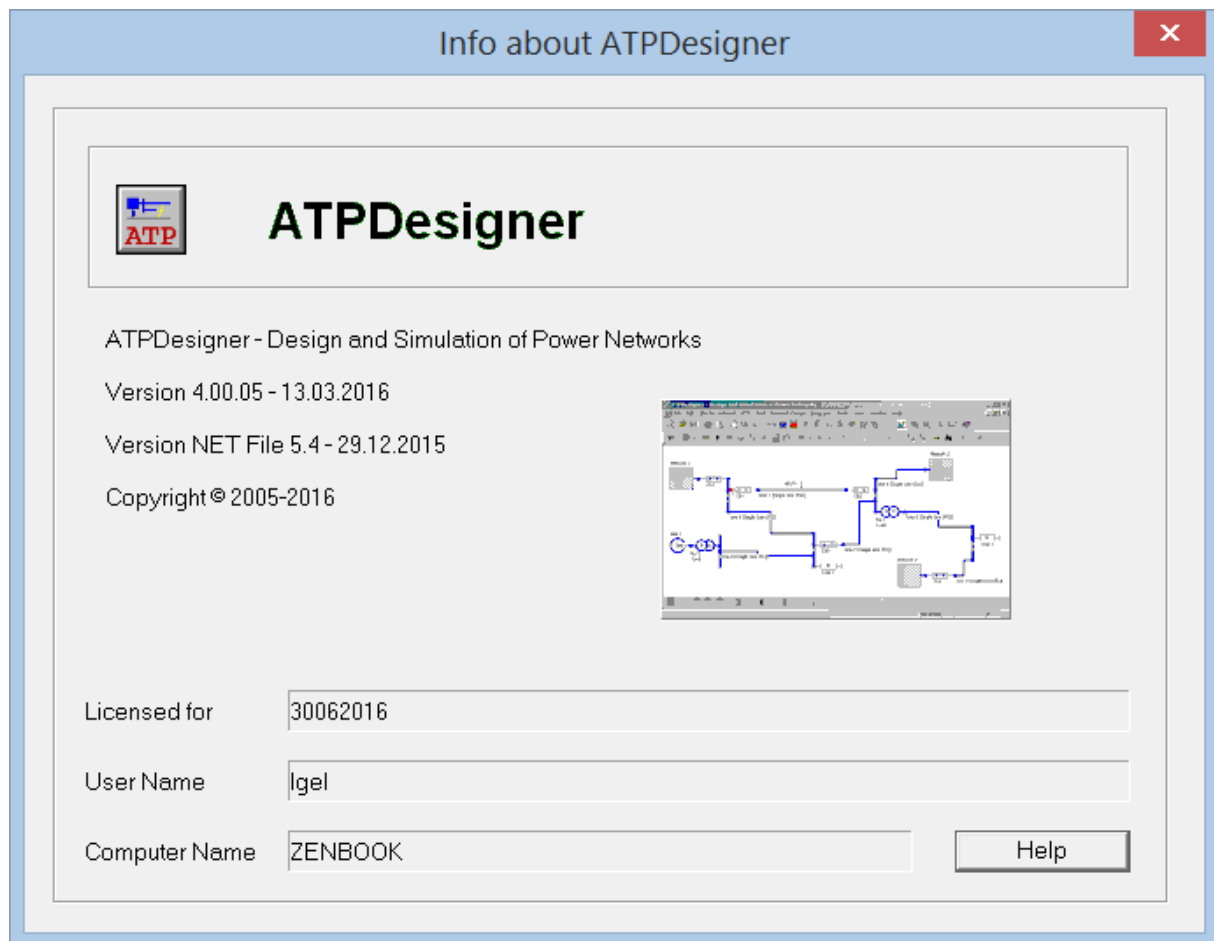 Info about ATPDesigner
ATP
ATPDesigner
ATPDesigner - Design and Simulation of Power Networks
Version 4.00.05 - 13.03.2016
Version NET File 5.4 - 29.12.2015
Copyright © 2005-2016
Licensed for 30062016
User Name Igel
Computer Name ZENBOOK
Help